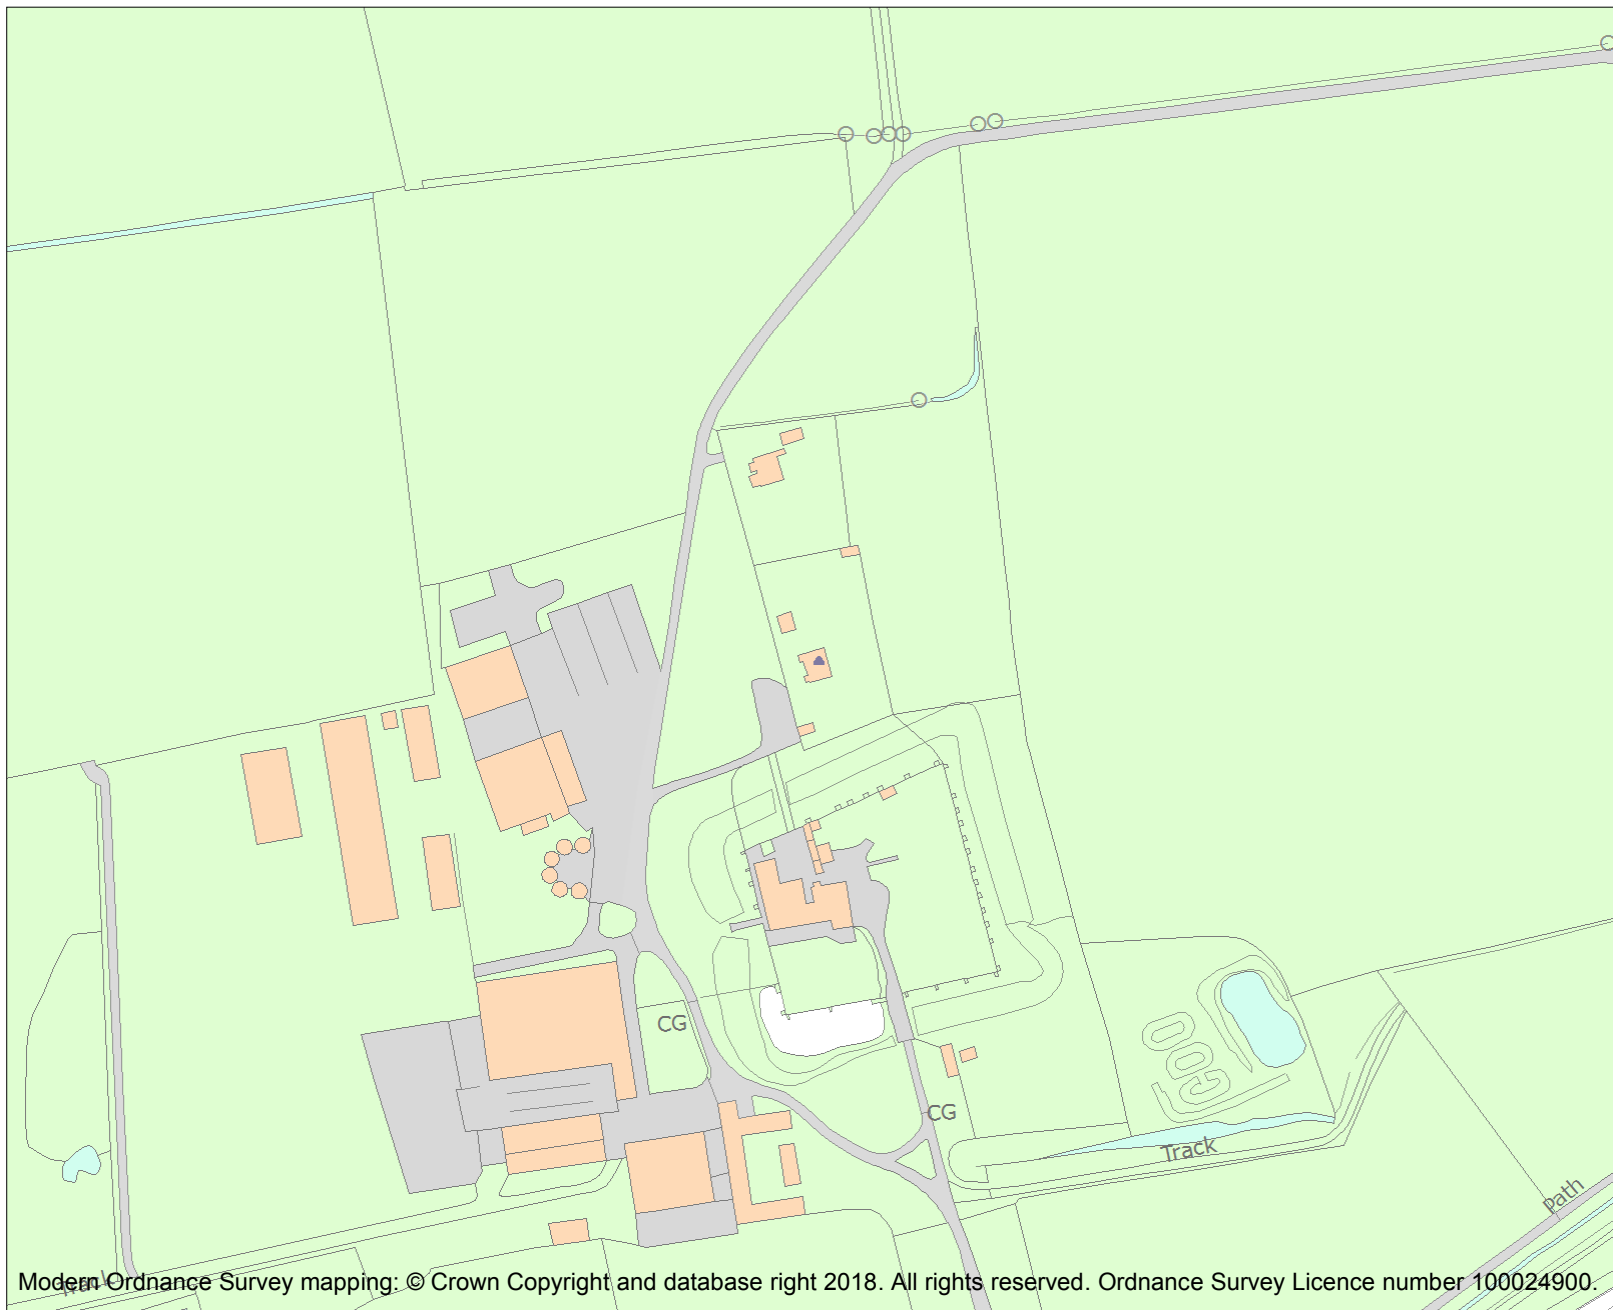 CG
CG
Track
Path
Track
Modern Ordnance Survey mapping: © Crown Copyright and database right 2018. All rights reserved. Ordnance Survey Licence number 100024900.